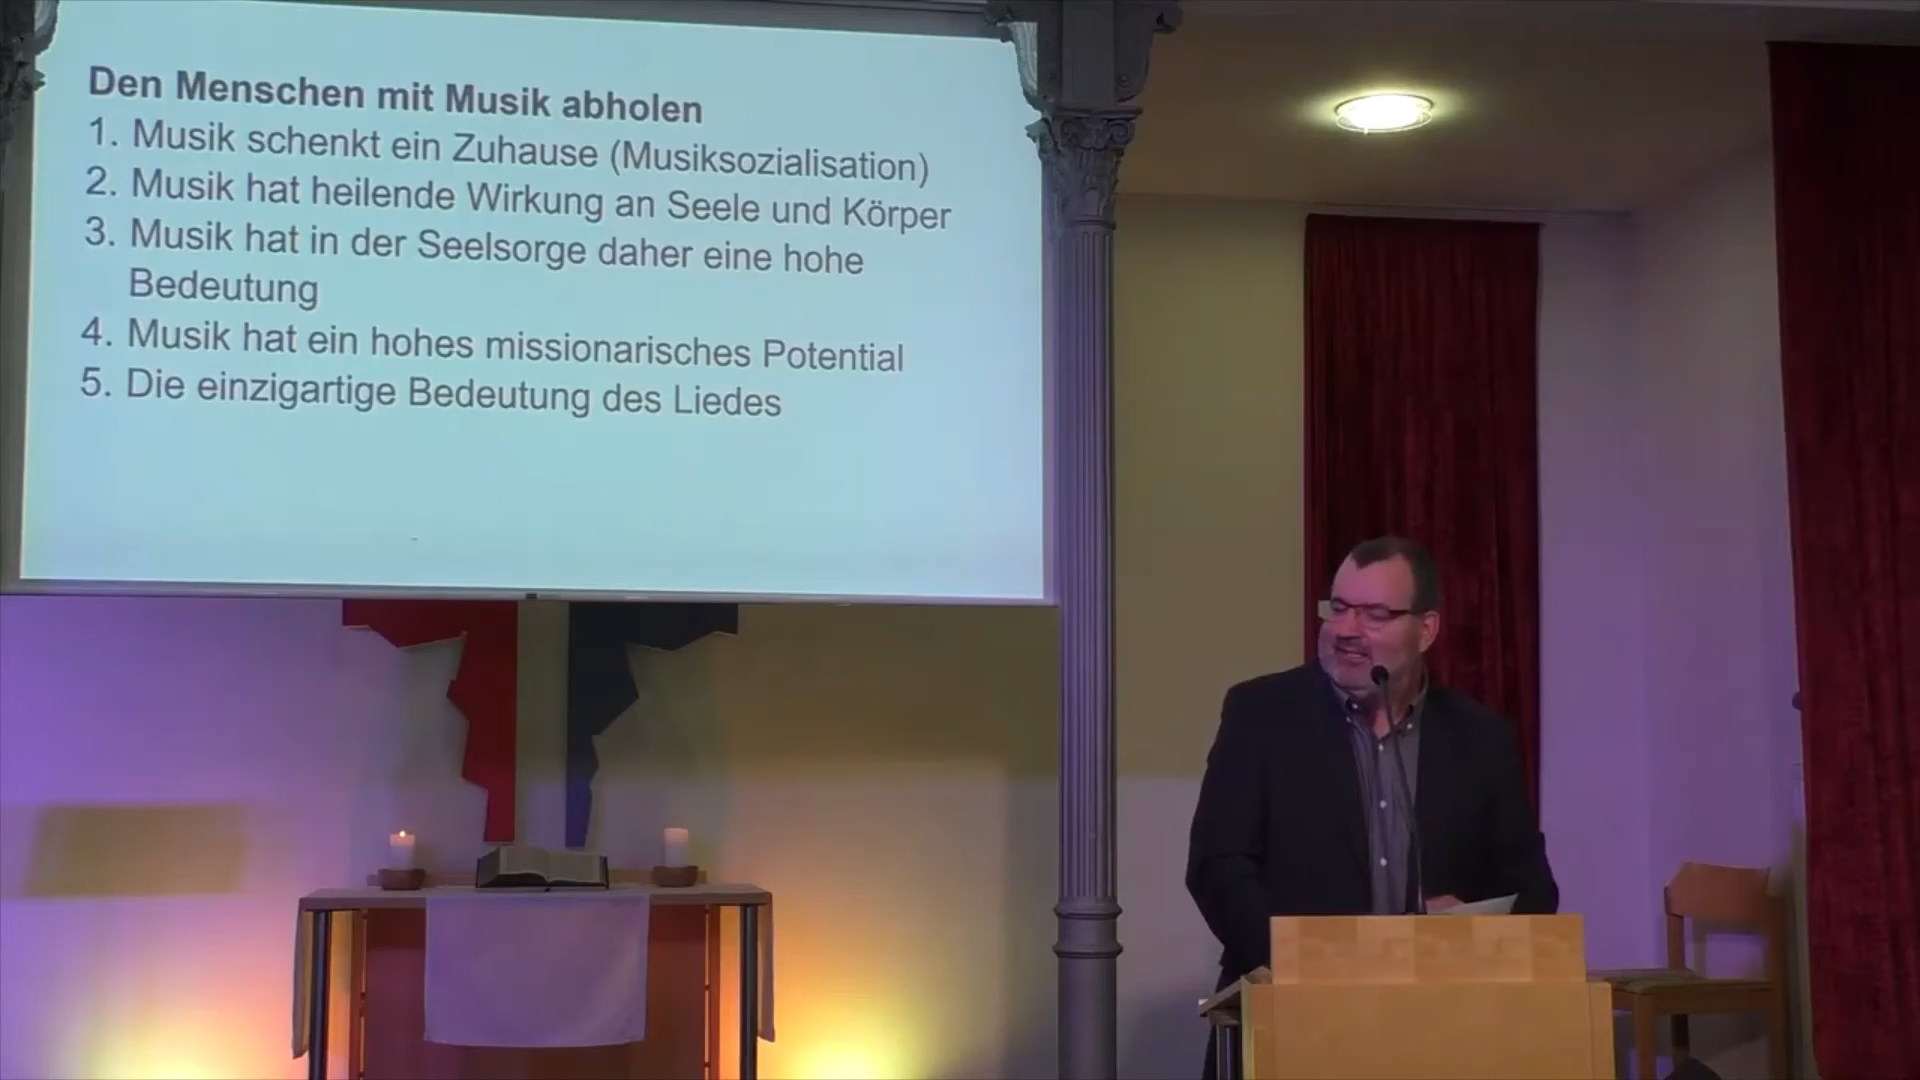 Den Menschen mit Musik abholen
1. Musik schenkt ein Zuhause (Musiksozialisation)
2. Musik hat heilende Wirkung an Seele und Körper
3. Musik hat in der Seelsorge daher eine hohe
Bedeutung
4. Musik hat ein hohes missionarisches Potential
5. Die einzigartige Bedeutung des Liedes